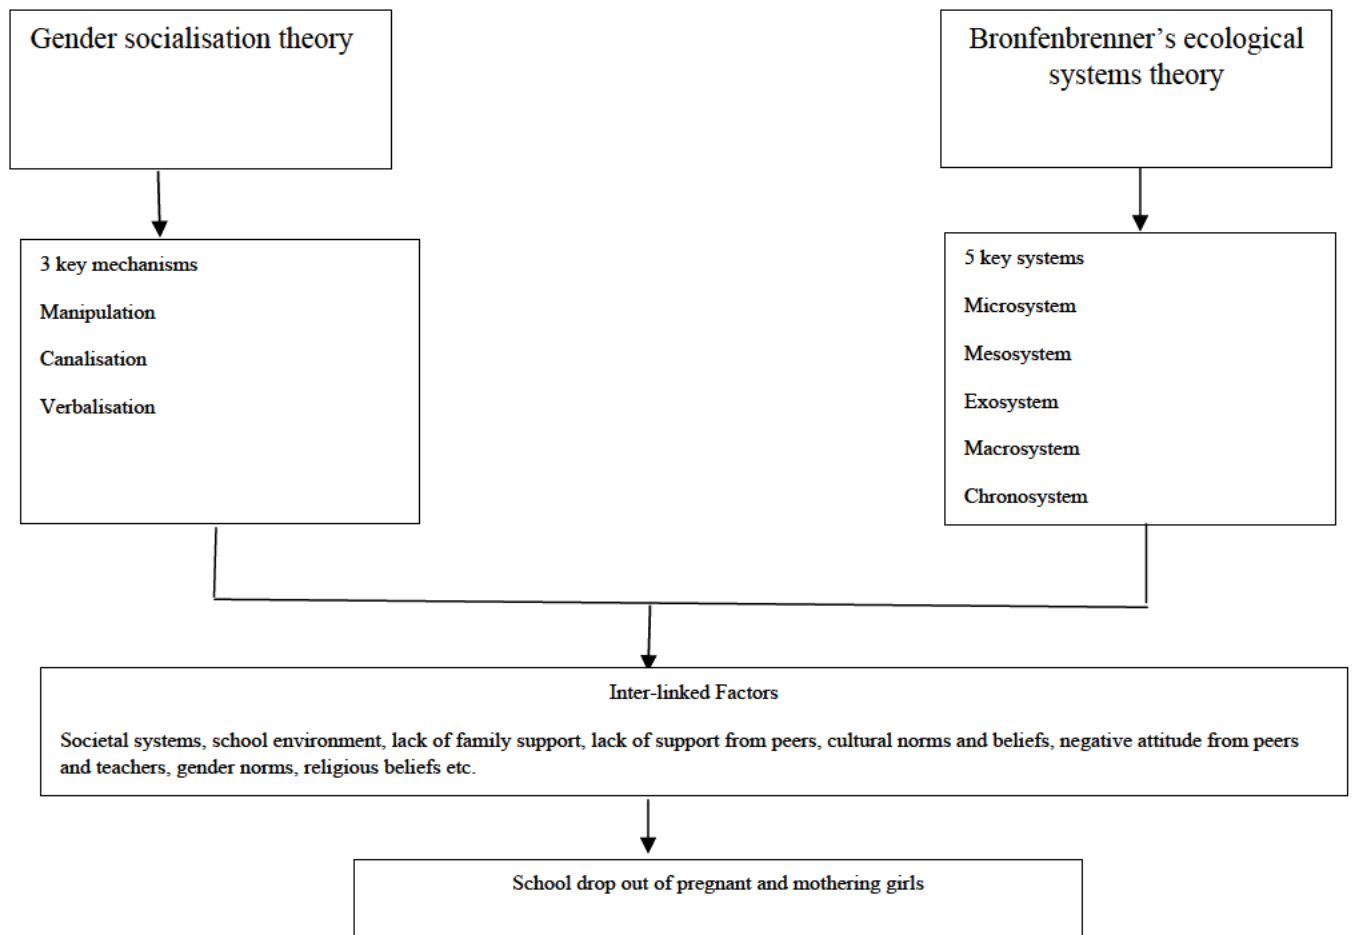 Gender socialisation theory
Bronfenbrenner's ecological
systems theory
3 key mechanisms
Manipulation
Canalisation
Verbalisation
5 key systems
Microsystem
Mesosystem
Exosystem
Macrosystem
Chronosystem
Inter-linked Factors
Societal systems, school environment, lack of family support, lack of support from peers, cultural norms and beliefs, negative attitude from peers
and teachers, gender norms, religious beliefs etc.
School drop out of pregnant and mothering girls